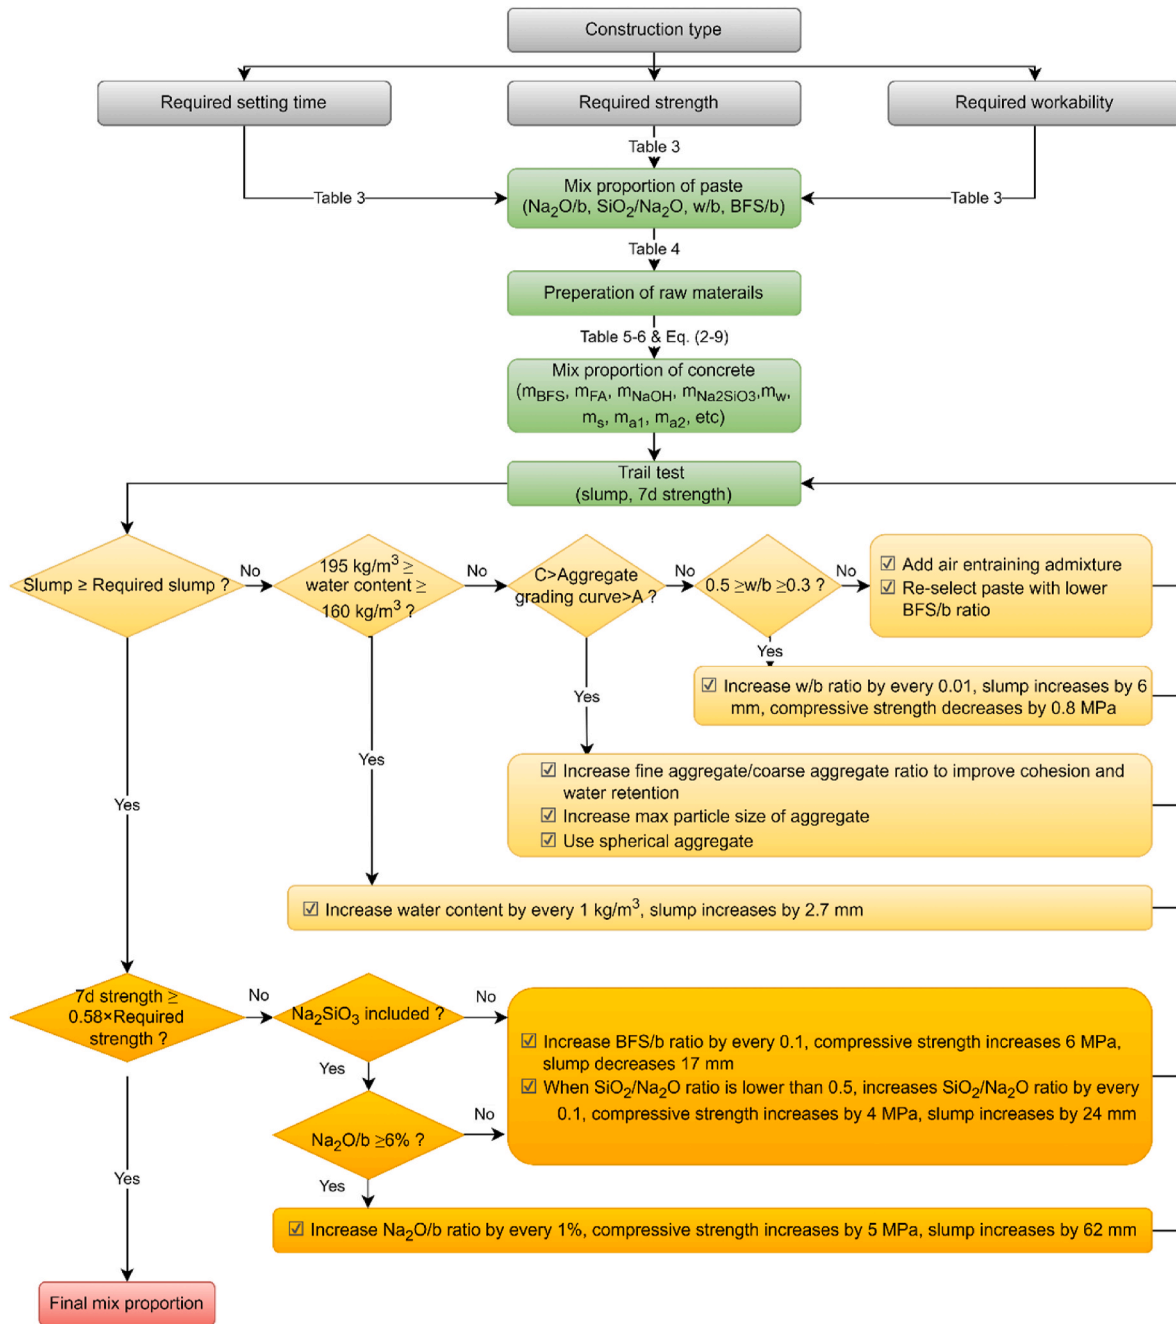 Construction type
Required setting time
Required strength
Required workability
Table 3
Table 3
Table 3
Mix proportion of paste
(Na₂O/b, SiO₂/Na₂O, w/b, BFS/b)
Table 4
Preperation of raw materails
Table 5-6 & Eq. (2-9)
Mix proportion of concrete
(m_BFS, m_FA, m_NaOH, m_Na2SiO3,m_w,
m_s, m_a1, m_a2, etc)
Trail test
(slump, 7d strength)
Slump ≥ Required slump ?
No
195 kg/m³ ≥
water content ≥
160 kg/m³ ?
No
C>Aggregate
grading curve>A ?
No
0.5 ≥w/b ≥0.3 ?
No
☑ Add air entraining admixture
☑ Re-select paste with lower
BFS/b ratio
Yes
☑ Increase w/b ratio by every 0.01, slump increases by 6
mm, compressive strength decreases by 0.8 MPa
Yes
☑ Increase fine aggregate/coarse aggregate ratio to improve cohesion and
water retention
☑ Increase max particle size of aggregate
☑ Use spherical aggregate
Yes
☑ Increase water content by every 1 kg/m³, slump increases by 2.7 mm
Yes
7d strength ≥
0.58×Required
strength ?
No
Na₂SiO₃ included ?
No
☑ Increase BFS/b ratio by every 0.1, compressive strength increases 6 MPa,
slump decreases 17 mm
☑ When SiO₂/Na₂O ratio is lower than 0.5, increases SiO₂/Na₂O ratio by every
0.1, compressive strength increases by 4 MPa, slump increases by 24 mm
Yes
Na₂O/b ≥6% ?
No
Yes
☑ Increase Na₂O/b ratio by every 1%, compressive strength increases by 5 MPa, slump increases by 62 mm
Yes
Final mix proportion